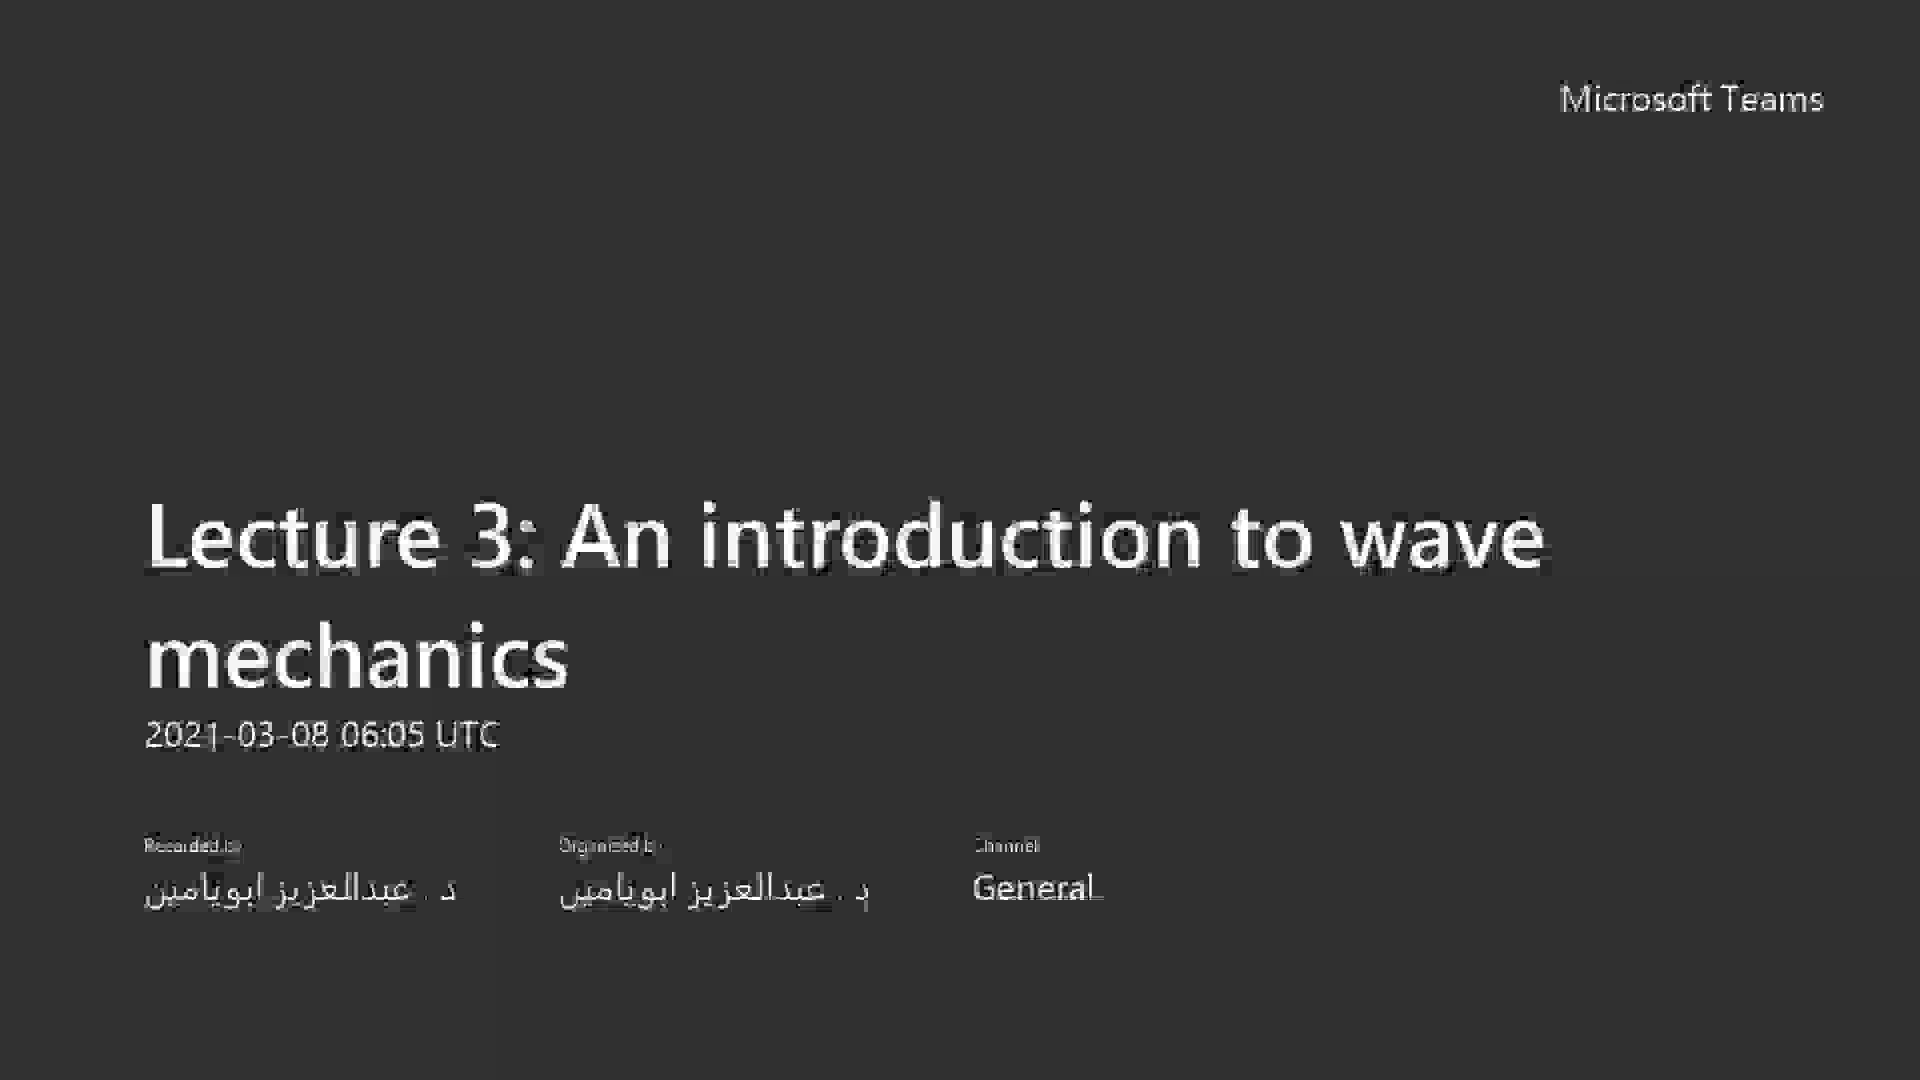 Microsoft Teams
Lecture 3: An introduction to wave
mechanics
2021-03-08 06:05 UTC
Recorded by
Organized by
Channel
د . عبدالعزيز ابويامين
د . عبدالعزيز ابويامين
General